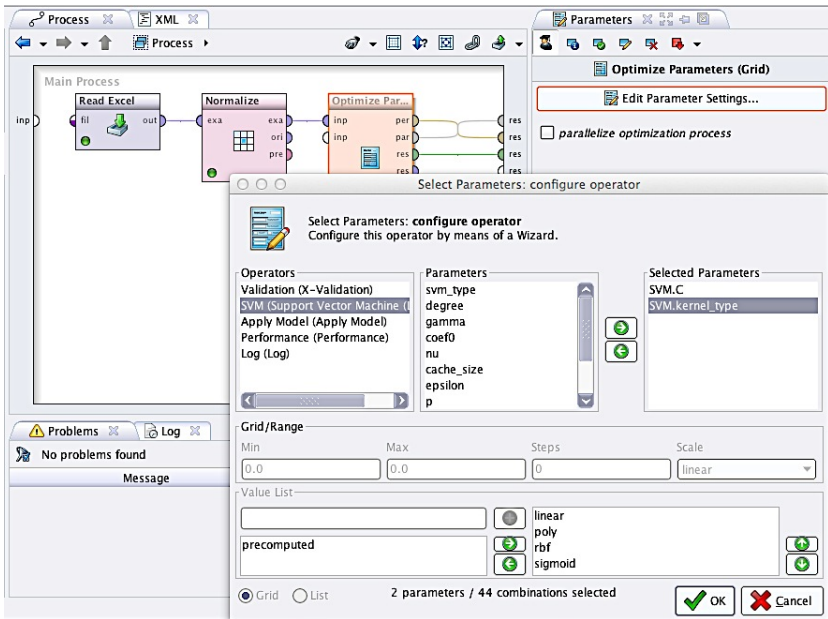 Process
XML
Parameters
Process
Main Process
Optimize Parameters (Grid)
Edit Parameter Settings...
parallelize optimization process
Read Excel
Normalize
Optimize Par...
inp
fil
out
exa
exa
ori
pre
inp
inp
per
par
res
res
res
res
res
res
Select Parameters: configure operator
Select Parameters: configure operator
Configure this operator by means of a Wizard.
Operators
Validation (X-Validation)
SVM (Support Vector Machine (
Apply Model (Apply Model)
Performance (Performance)
Log (Log)
Parameters
svm_type
degree
gamma
coef0
nu
cache_size
epsilon
p
Selected Parameters
SVM.C
SVM.kernel_type
Problems
Log
No problems found
Message
Grid/Range
Min
Max
Steps
Scale
0.0
0.0
0
linear
Value List
precomputed
linear
poly
rbf
sigmoid
Grid
List
2 parameters / 44 combinations selected
OK
Cancel